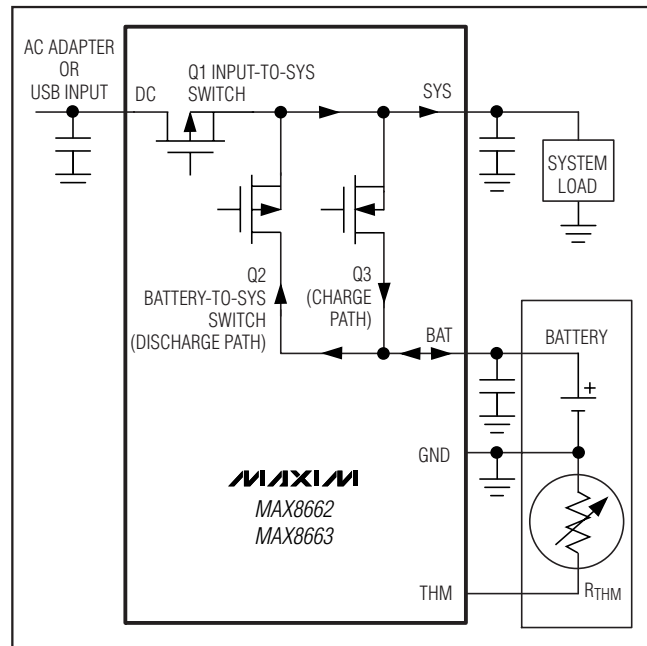 AC ADAPTER
OR
USB INPUT
DC
Q1 INPUT-TO-SYS
SWITCH
SYS
SYSTEM
LOAD
Q2
BATTERY-TO-SYS
SWITCH
(DISCHARGE PATH)
Q3
(CHARGE
PATH)
BAT
BATTERY
+
GND
MAXIM
MAX8662
MAX8663
THM
RTHM